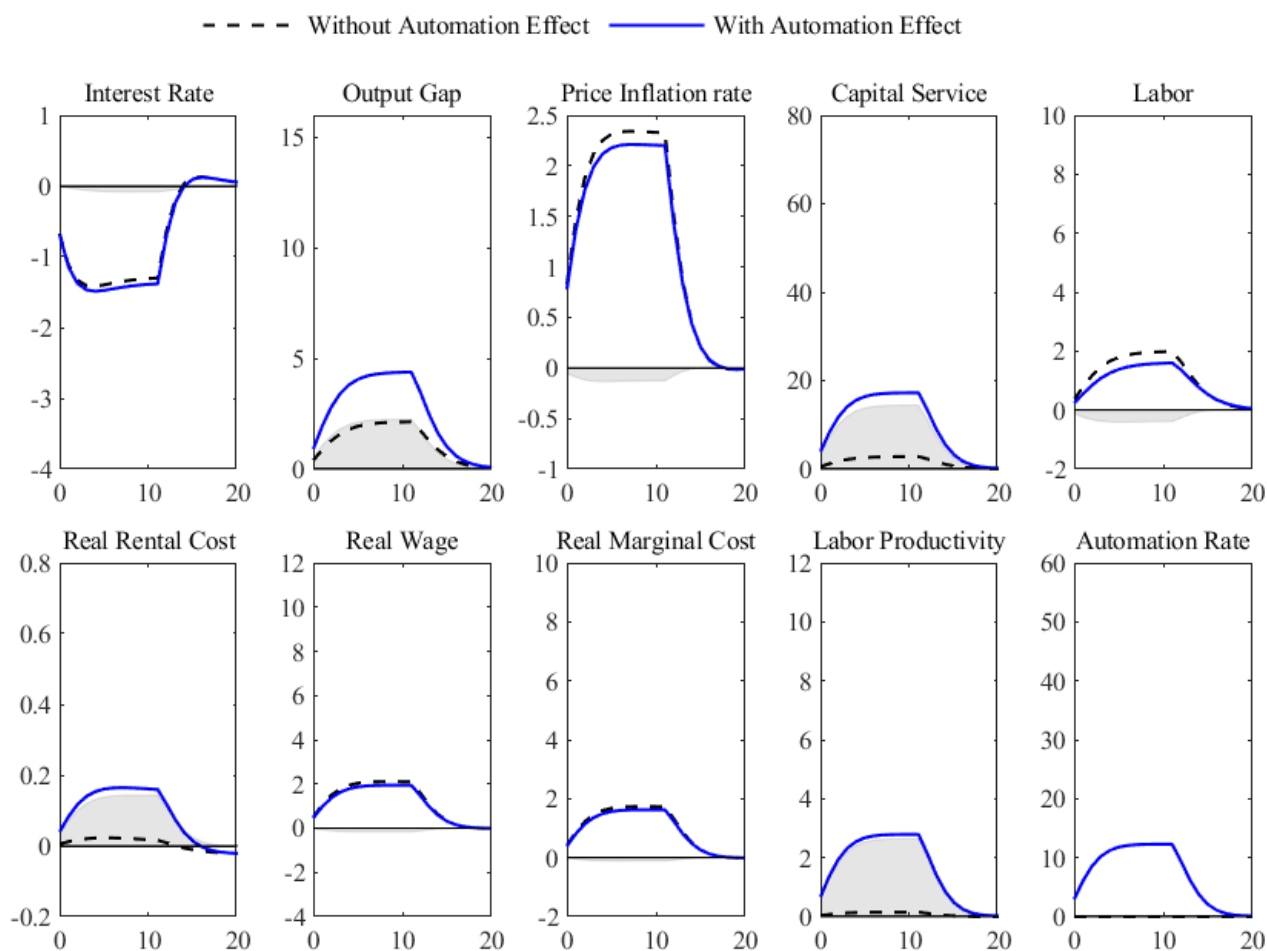 Without Automation Effect With Automation Effect
Interest Rate Output Gap Price Inflation rate Capital Service Labor
1 15 2.5 80 10
0 10 2 60 8
-1 5 1.5 40 6
-2 0 1 20 4
-3 0.5 0 2
-4 0 0
-0.5 -2
-1
0 10 20 0 10 20 0 10 20 0 10 20 0 10 20
Real Rental Cost Real Wage Real Marginal Cost Labor Productivity Automation Rate
0.8 12 10 12 60
0.6 10 8 10 50
0.4 8 6 8 40
0.2 6 4 6 30
0 4 2 4 20
-0.2 2 0 2 10
0 -2 0 0
-2
-4
0 10 20 0 10 20 0 10 20 0 10 20 0 10 20